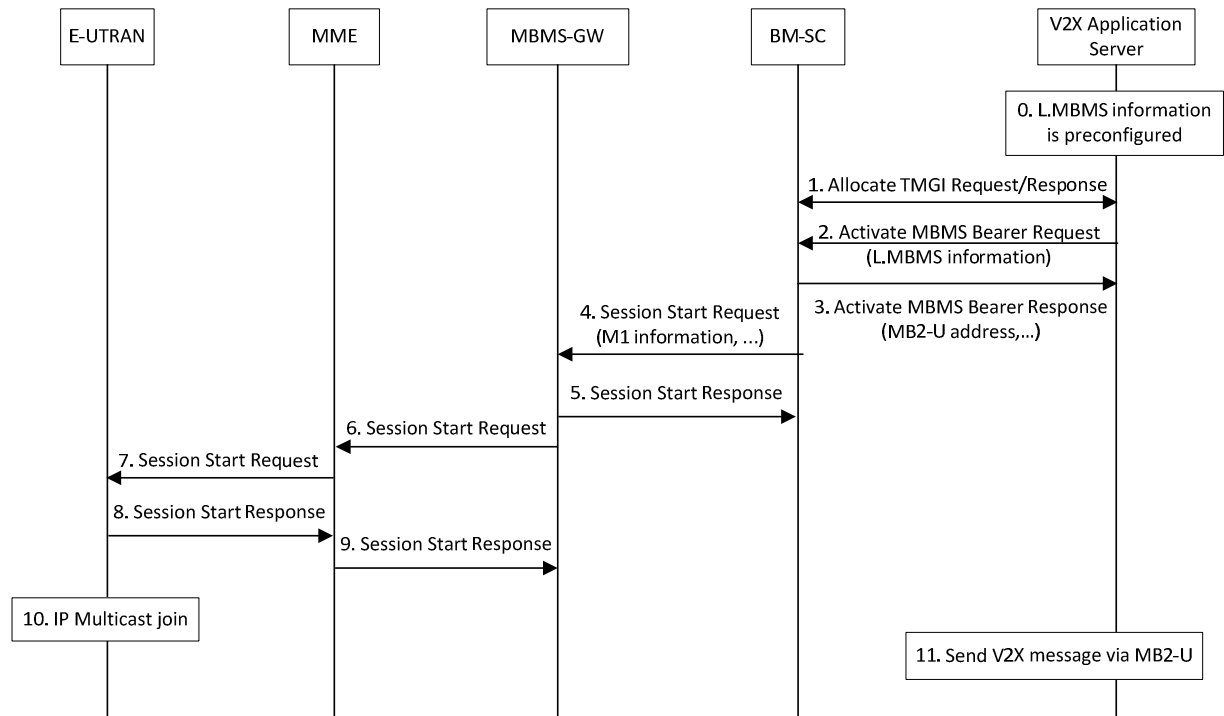 E-UTRAN
MME
MBMS-GW
BM-SC
V2X Application
Server
0. L.MBMS information
is preconfigured
1. Allocate TMGI Request/Response
2. Activate MBMS Bearer Request
(L.MBMS information)
3. Activate MBMS Bearer Response
(MB2-U address,...)
4. Session Start Request
(M1 information, ...)
5. Session Start Response
6. Session Start Request
7. Session Start Request
8. Session Start Response
9. Session Start Response
10. IP Multicast join
11. Send V2X message via MB2-U